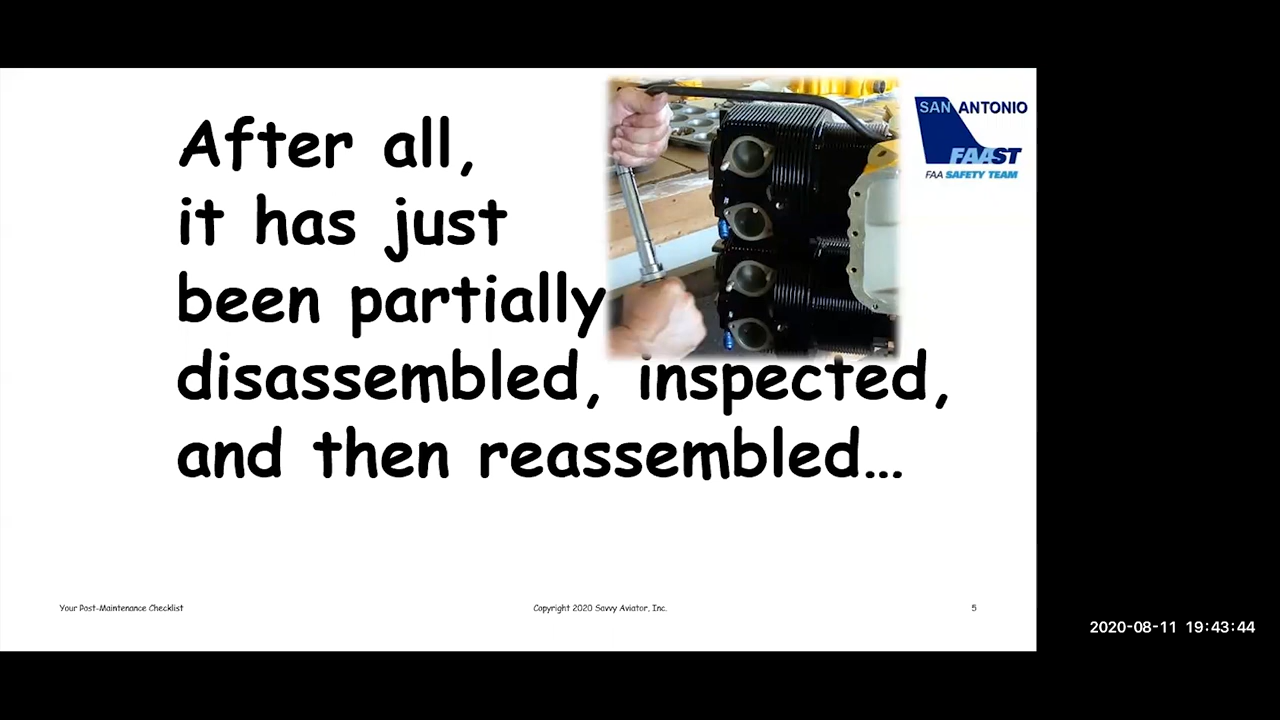 After all,
it has just
been partially
disassembled, inspected,
and then reassembled...
SAN ANTONIO
FAAST
FAA SAFETY TEAM
Your Post-Maintenance Checklist
Copyright 2020 Savvy Aviator, Inc.
5
2020-08-11 19:43:44